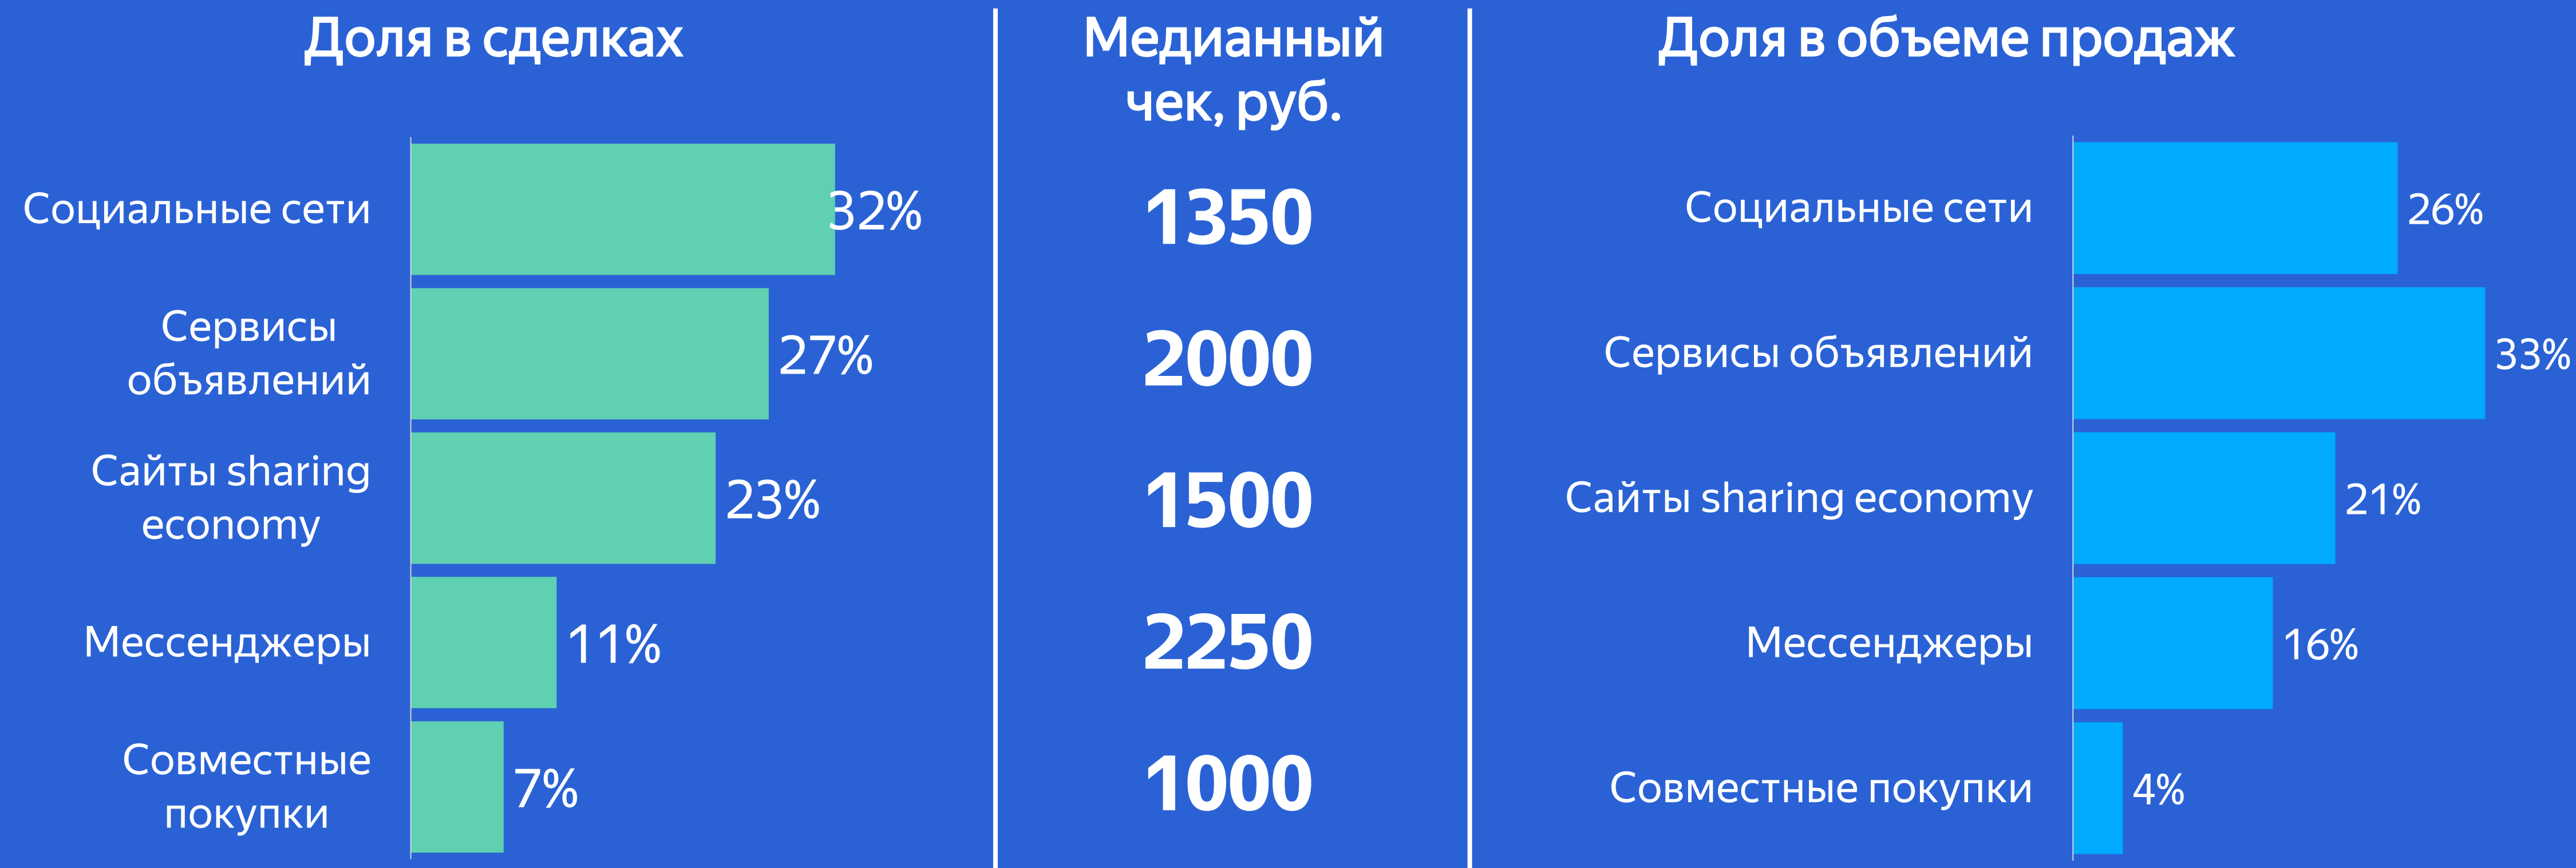 Доля в сделках
Социальные сети
32%
Сервисы
объявлений
27%
Сайты sharing
economy
23%
Мессенджеры
11%
Совместные
покупки
7%
Медианный
чек, руб.
1350
2000
1500
2250
1000
Доля в объеме продаж
Социальные сети
26%
Сервисы объявлений
33%
Сайты sharing economy
21%
Мессенджеры
16%
Совместные покупки
4%